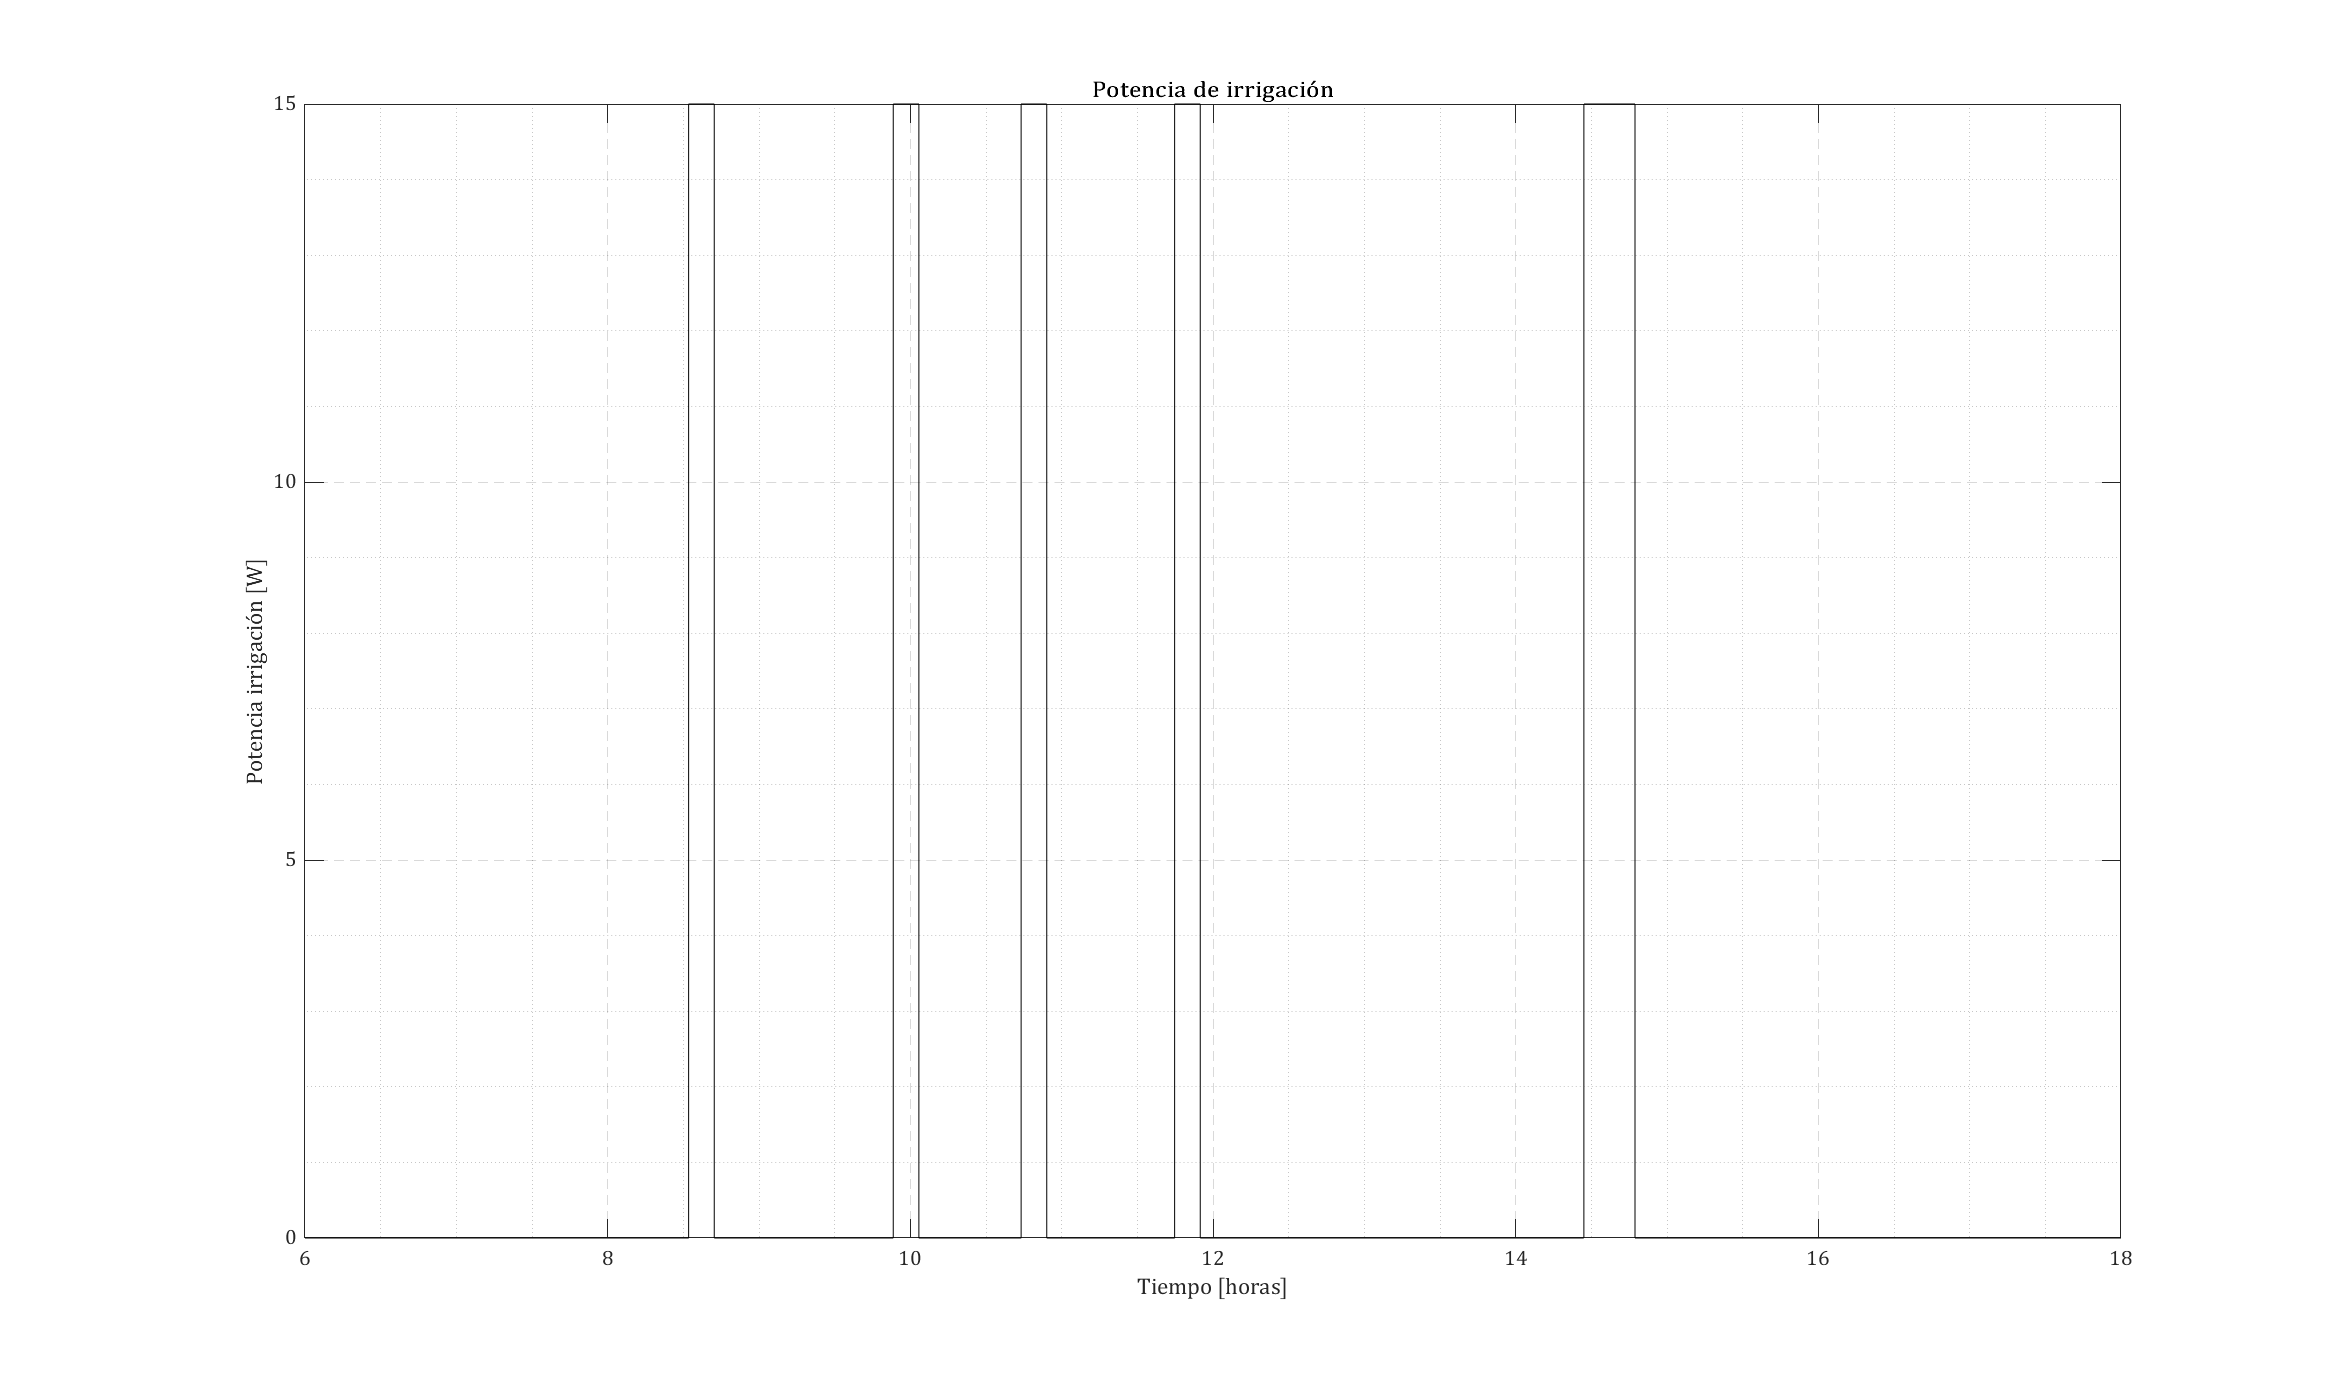 Potencia de irrigación
15
10
5
0
Potencia irrigación [W]
6 8 10 12 14 16 18
Tiempo [horas]